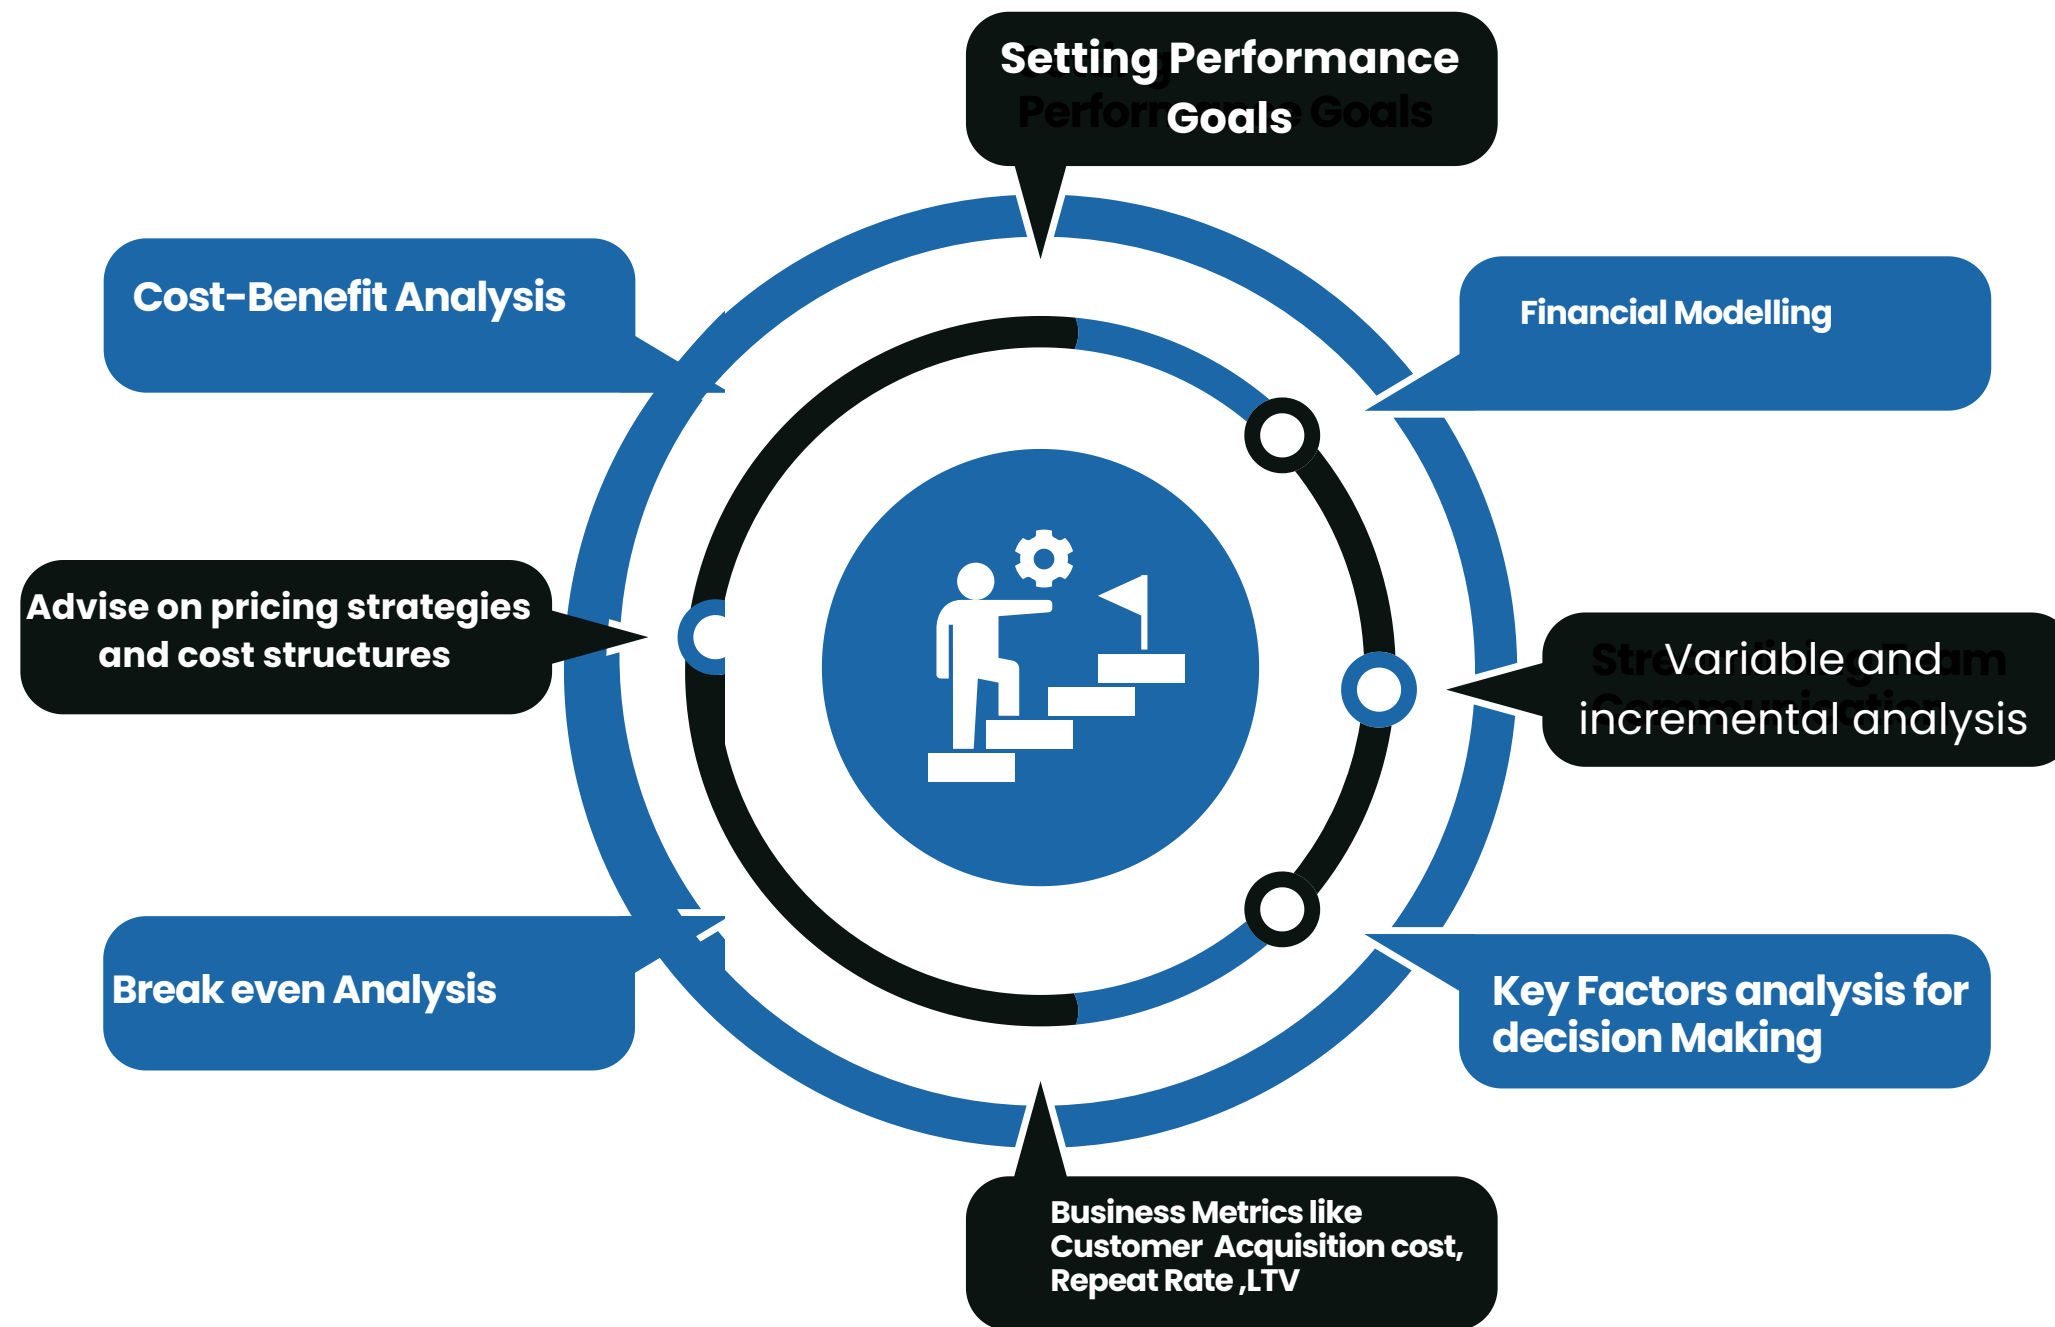 Setting Performance
Goals
Cost-Benefit Analysis
Financial Modelling
Advise on pricing strategies
and cost structures
Variable and
incremental analysis
Break even Analysis
Key Factors analysis for
decision Making
Business Metrics like
Customer Acquisition cost,
Repeat Rate ,LTV